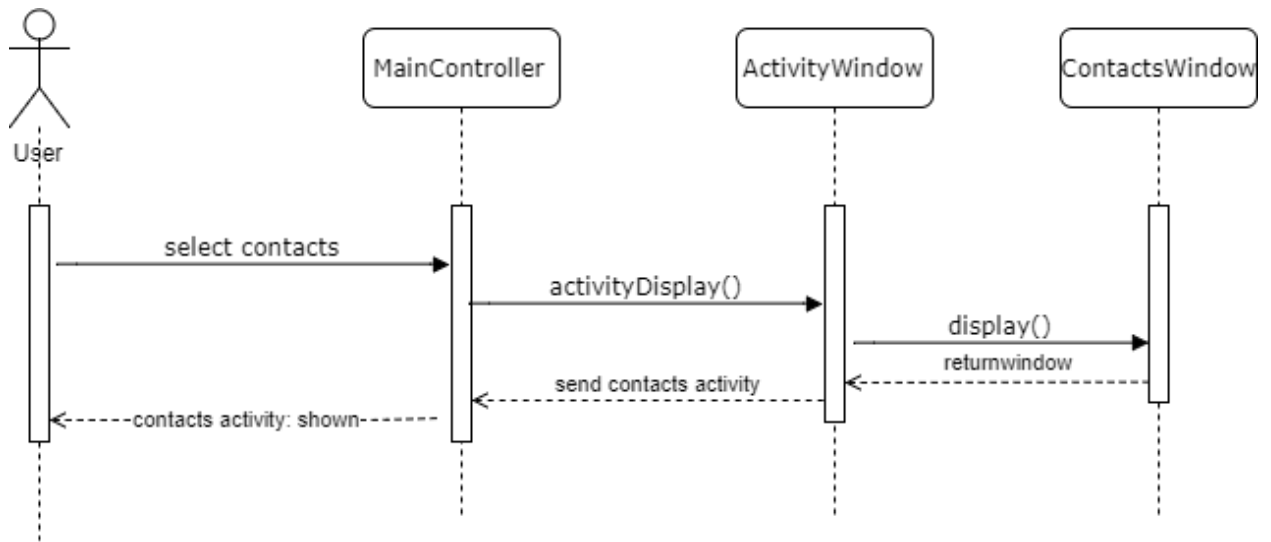 MainController
ActivityWindow
ContactsWindow
User
select contacts
activityDisplay()
display()
returnwindow
send contacts activity
contacts activity: shown